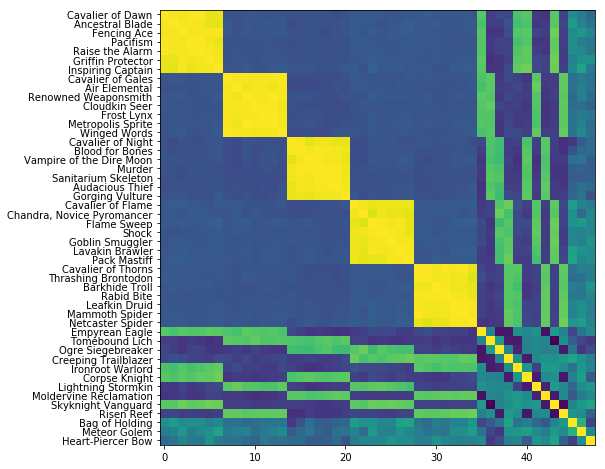 Cavalier of Dawn
Ancestral Blade
Fencing Ace
Pacifism
Raise the Alarm
Griffin Protector
Inspiring Captain
Cavalier of Gales
Air Elemental
Renowned Weaponsmith
Cloudkin Seer
Frost Lynx
Metropolis Sprite
Winged Words
Cavalier of Night
Blood for Bones
Vampire of the Dire Moon
Murder
Sanitarium Skeleton
Audacious Thief
Gorging Vulture
Cavalier of Flame
Chandra, Novice Pyromancer
Flame Sweep
Shock
Goblin Smuggler
Lavakin Brawler
Pack Mastiff
Cavalier of Thorns
Thrashing Brontodon
Barkhide Troll
Rabid Bite
Leafkin Druid
Mammoth Spider
Netcaster Spider
Empyrean Eagle
Tomebound Lich
Ogre Siegebreaker
Creeping Trailblazer
Ironroot Warlord
Corpse Knight
Lightning Stormkin
Moldervine Reclamation
Skyknight Vanguard
Risen Reef
Bag of Holding
Meteor Golem
Heart-Piercer Bow
0 10 20 30 40